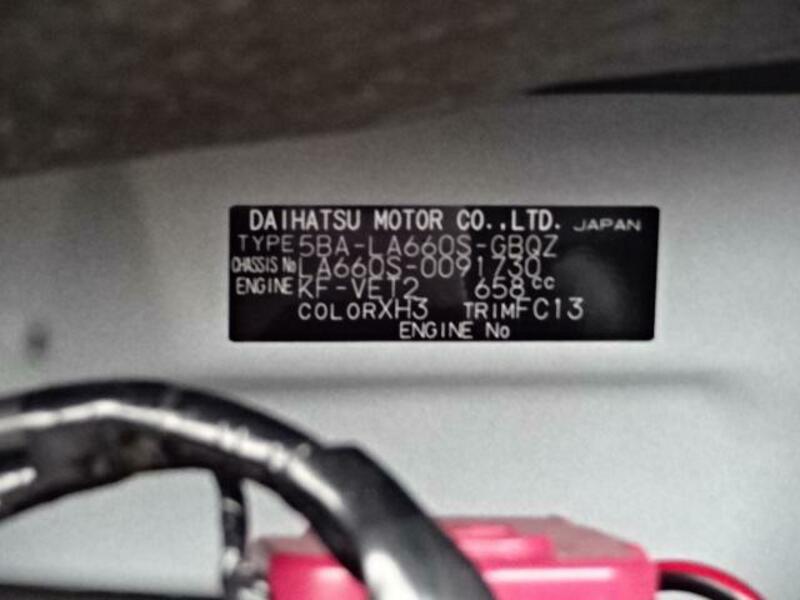 DAIHATSU MOTOR CO.,LTD. JAPAN
TYPE 5BA-LA660S-GBQZ
CHASSIS No LA660S-0091730
ENGINE KF-VET2 658cc
COLOR XH3 TRIM FC13
ENGINE No